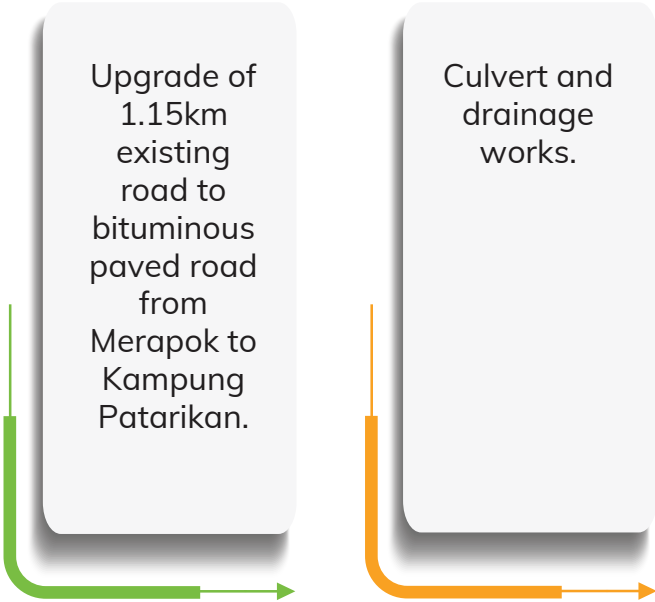 Upgrade of
1.15km
existing
road to
bituminous
paved road
from
Merapok to
Kampung
Patarikan.
Culvert and
drainage
works.